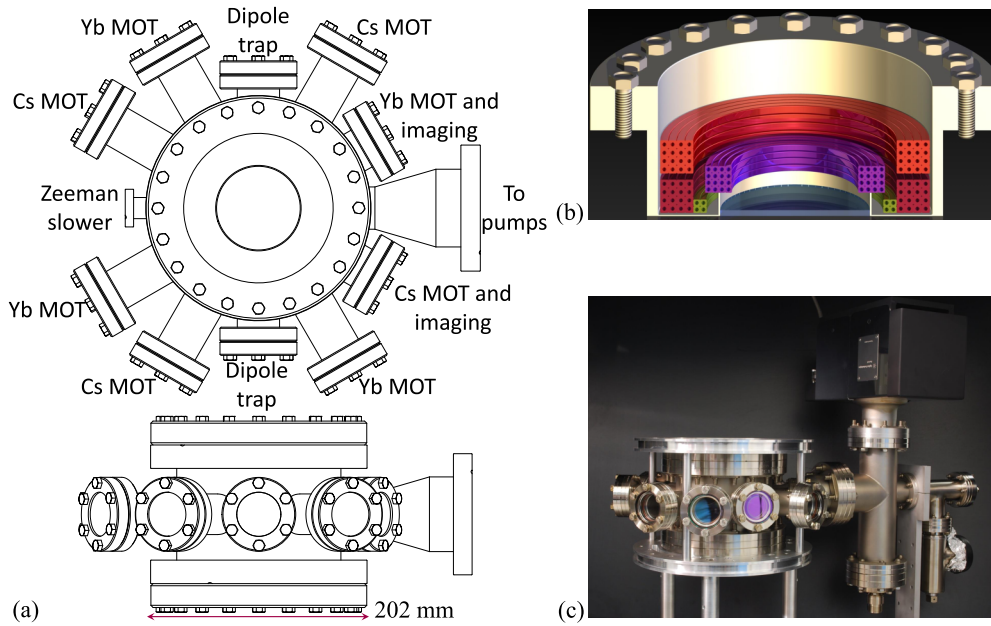 Dipole
trap
Yb MOT
Cs MOT
Cs MOT
Yb MOT and
imaging
Zeeman
slower
To
pumps
Yb MOT
Cs MOT and
imaging
Cs MOT
Dipole
trap
Yb MOT
(a)
202 mm
(b)
(c)